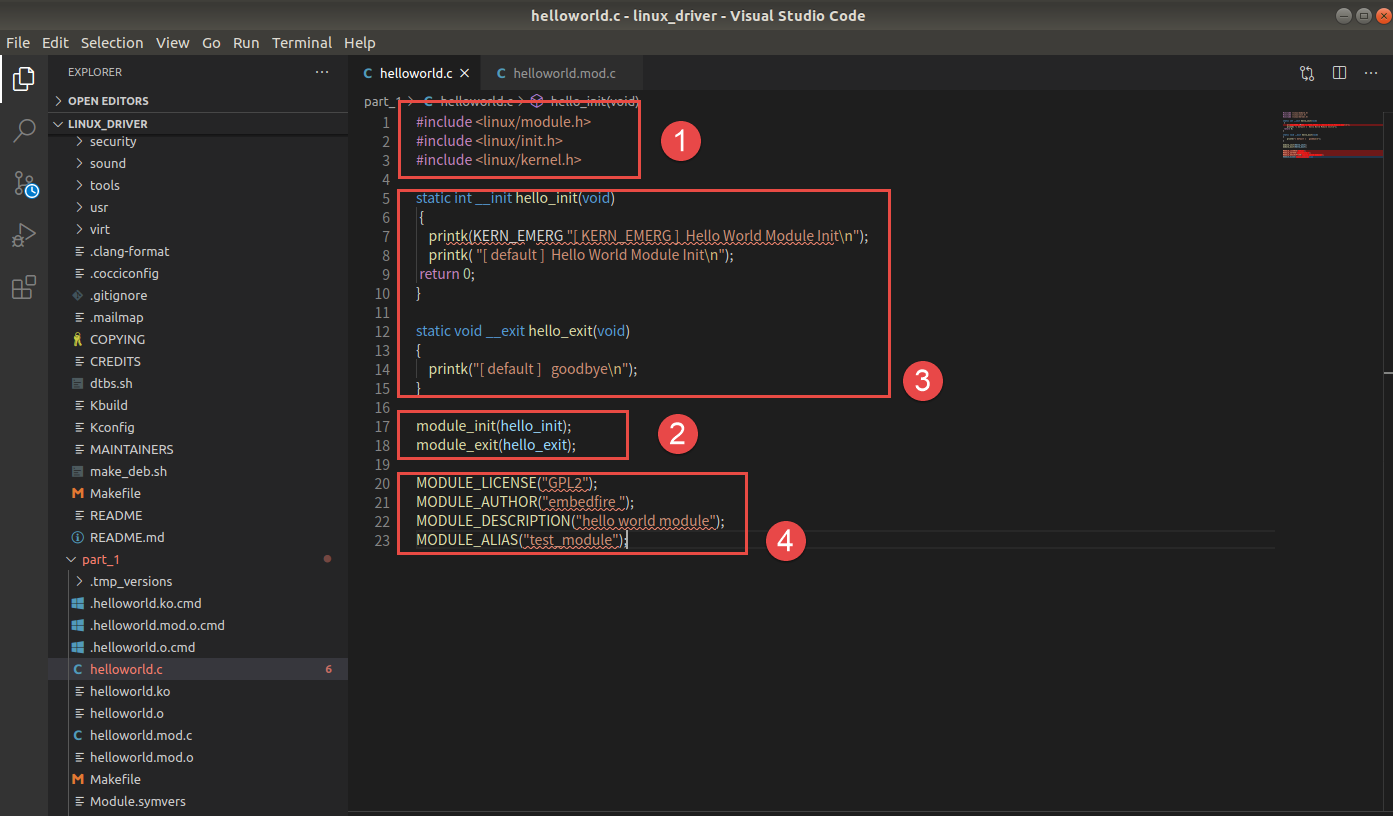 helloworld.c - linux_driver - Visual Studio Code
File Edit Selection View Go Run Terminal Help
EXPLORER
OPEN EDITORS
LINUX_DRIVER
security
sound
tools
usr
virt
.clang-format
.cocciconfig
.gitignore
.mailmap
COPYING
CREDITS
dtbs.sh
Kbuild
Kconfig
MAINTAINERS
make_deb.sh
Makefile
README
README.md
part_1
.tmp_versions
.helloworld.ko.cmd
.helloworld.mod.o.cmd
.helloworld.o.cmd
helloworld.c 6
helloworld.ko
helloworld.o
helloworld.mod.c
helloworld.mod.o
Makefile
Module.symvers
helloworld.c
helloworld.mod.c
part_1 > C helloworld.c > hello_init(void)
1 #include <linux/module.h>
2 #include <linux/init.h>
3 #include <linux/kernel.h>
4
5 static int __init hello_init(void)
6 {
7 printk(KERN_EMERG "[ KERN_EMERG ]  Hello World Module Init\n");
8 printk( "[ default ]  Hello World Module Init\n");
9 return 0;
10 }
11
12 static void __exit hello_exit(void)
13 {
14 printk("[ default ]   goodbye\n");
15 }
16
17 module_init(hello_init);
18 module_exit(hello_exit);
19
20 MODULE_LICENSE("GPL2");
21 MODULE_AUTHOR("embedfire ");
22 MODULE_DESCRIPTION("hello world module");
23 MODULE_ALIAS("test_module");
1
3
2
4